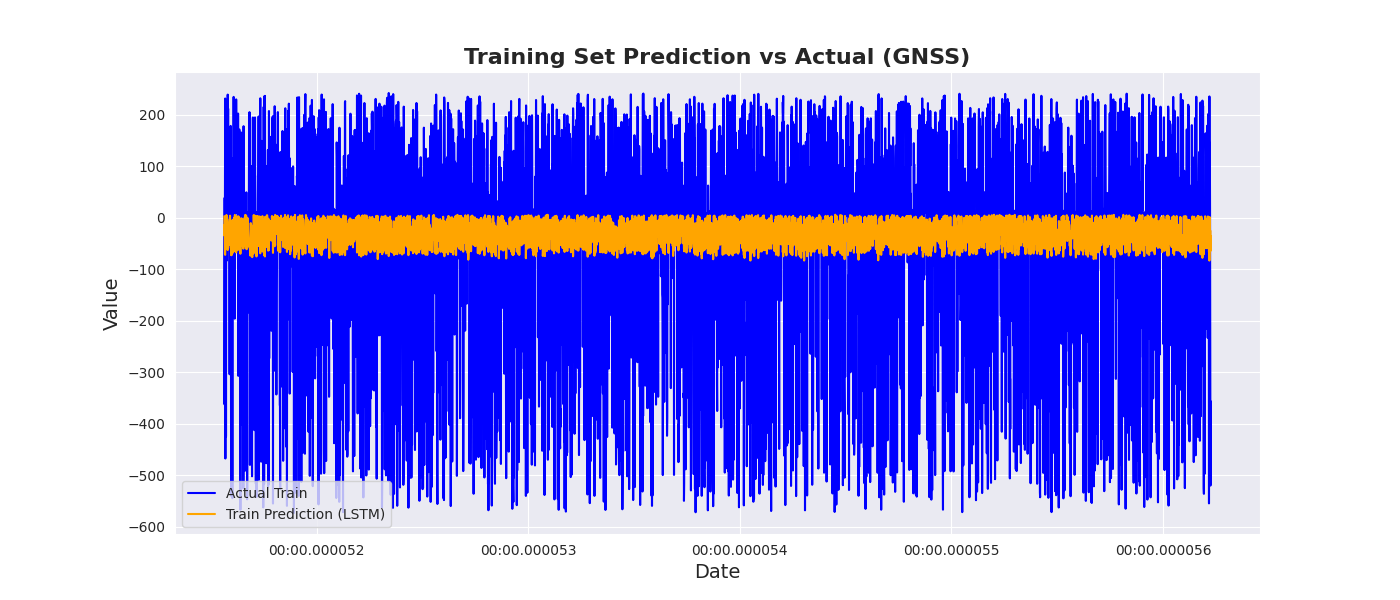 Training Set Prediction vs Actual (GNSS)
Value
200
100
0
−100
−200
−300
−400
−500
−600
Actual Train
Train Prediction (LSTM)
00:00.000052
00:00.000053
00:00.000054
00:00.000055
00:00.000056
Date